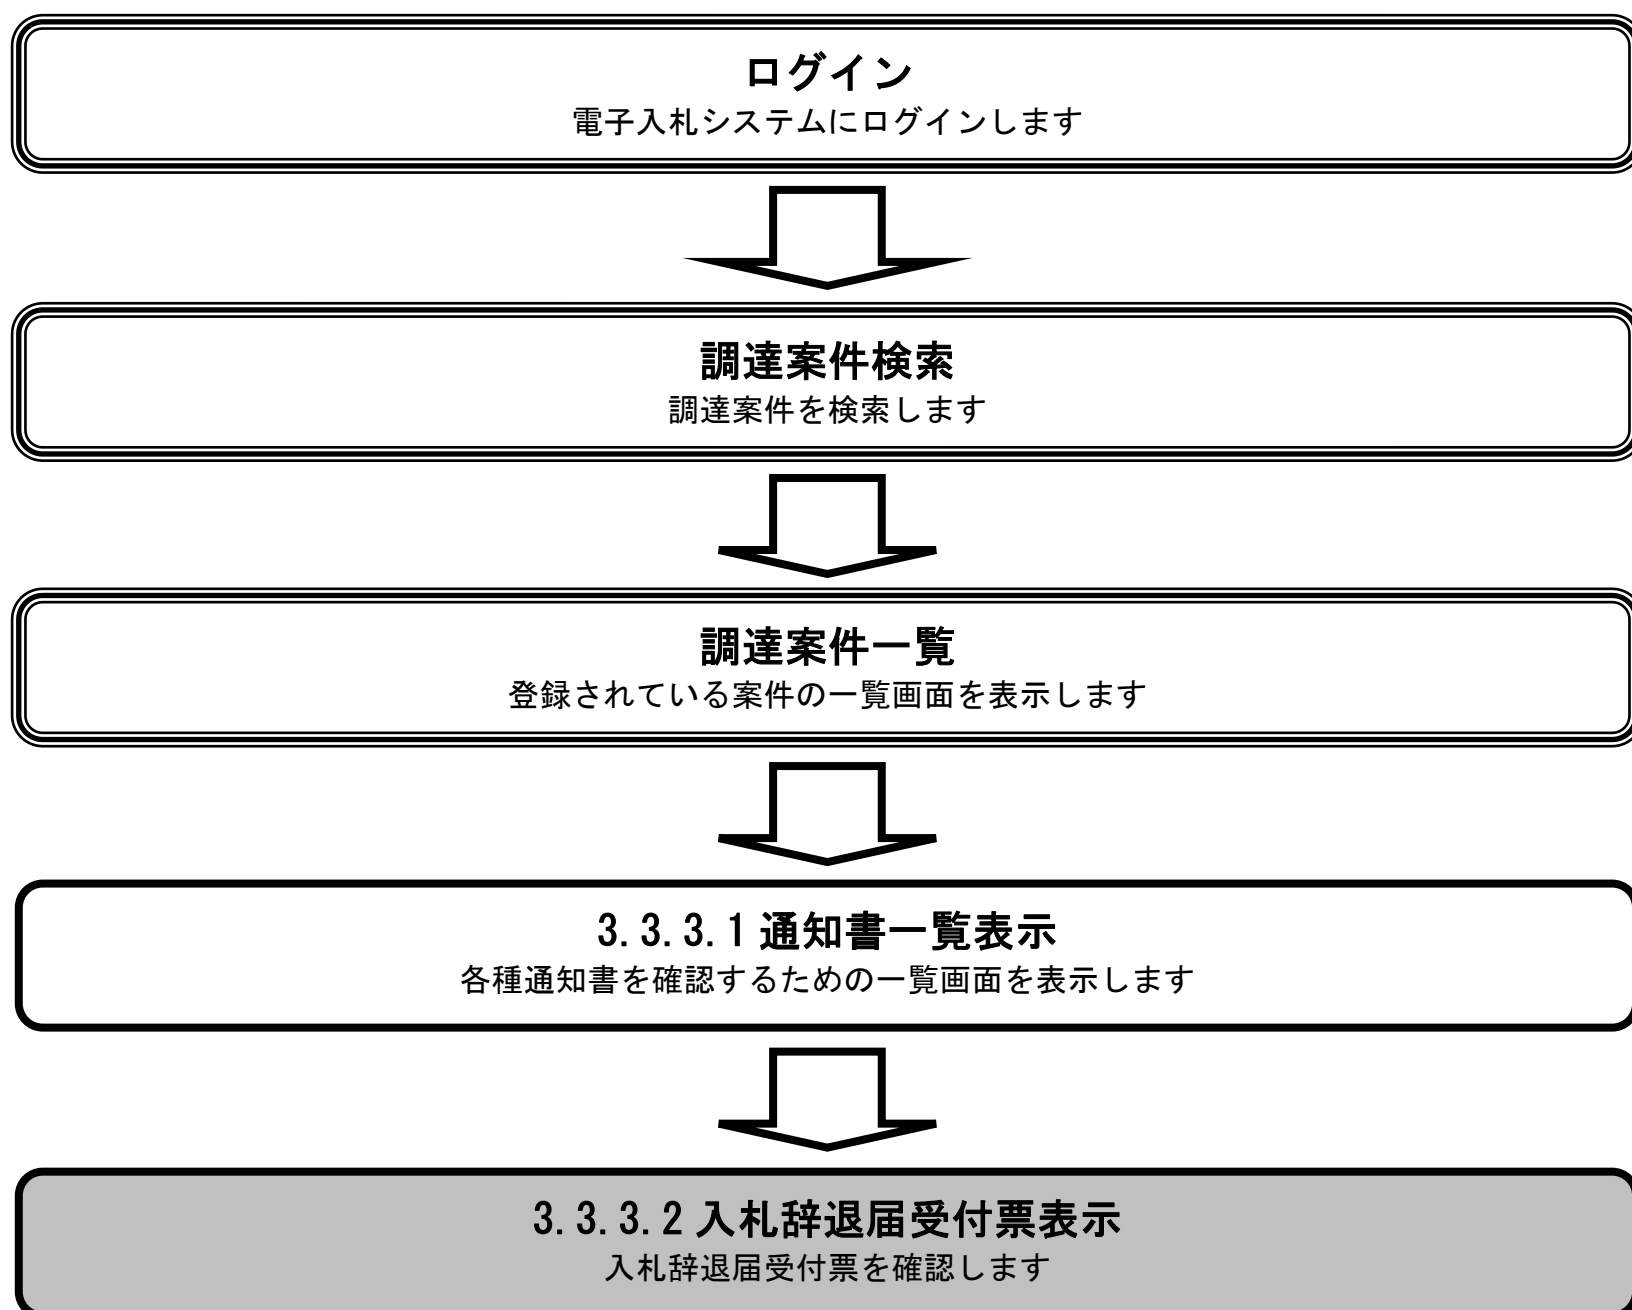 ログイン
電子入札システムにログインします
調達案件検索
調達案件を検索します
調達案件一覧
登録されている案件の一覧画面を表示します
3.3.3.1 通知書一覧表示
各種通知書を確認するための一覧画面を表示します
3.3.3.2 入札辞退届受付票表示
入札辞退届受付票を確認します